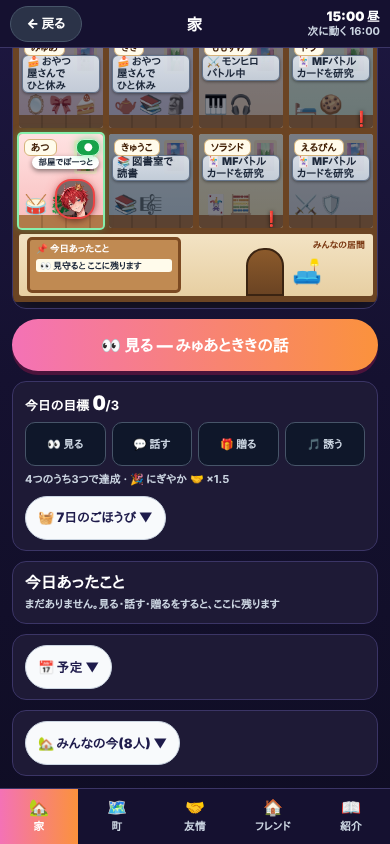 ← 戻る
家
15:00 昼
次に動く 16:00
🍰 おやつ
屋さんで
ひと休み
🍰 おやつ
屋さんで
ひと休み
⚔️ モンヒロ
バトル中
🃏 MFバトル
カードを研究
あつ
部屋でぼーっと
きゅうこ
📚 図書室で
読書
ソラシド
🃏 MFバトル
カードを研究
えるびん
🃏 MFバトル
カードを研究
📌 今日あったこと
👀 見守ると ここに残ります
みんなの居間
👀 見る — みゅあとききの話
今日の目標 0/3
👀 見る
💬 話す
🎁 贈る
🎵 誘う
4つのうち3つで達成 · 🎉 にぎやか 🤝 ×1.5
🧺 7日のごほうび ▼
今日あったこと
まだありません。見る・話す・贈るをすると、ここに残ります
📅 予定 ▼
🏡 みんなの今(8人) ▼
家
町
友情
フレンド
紹介